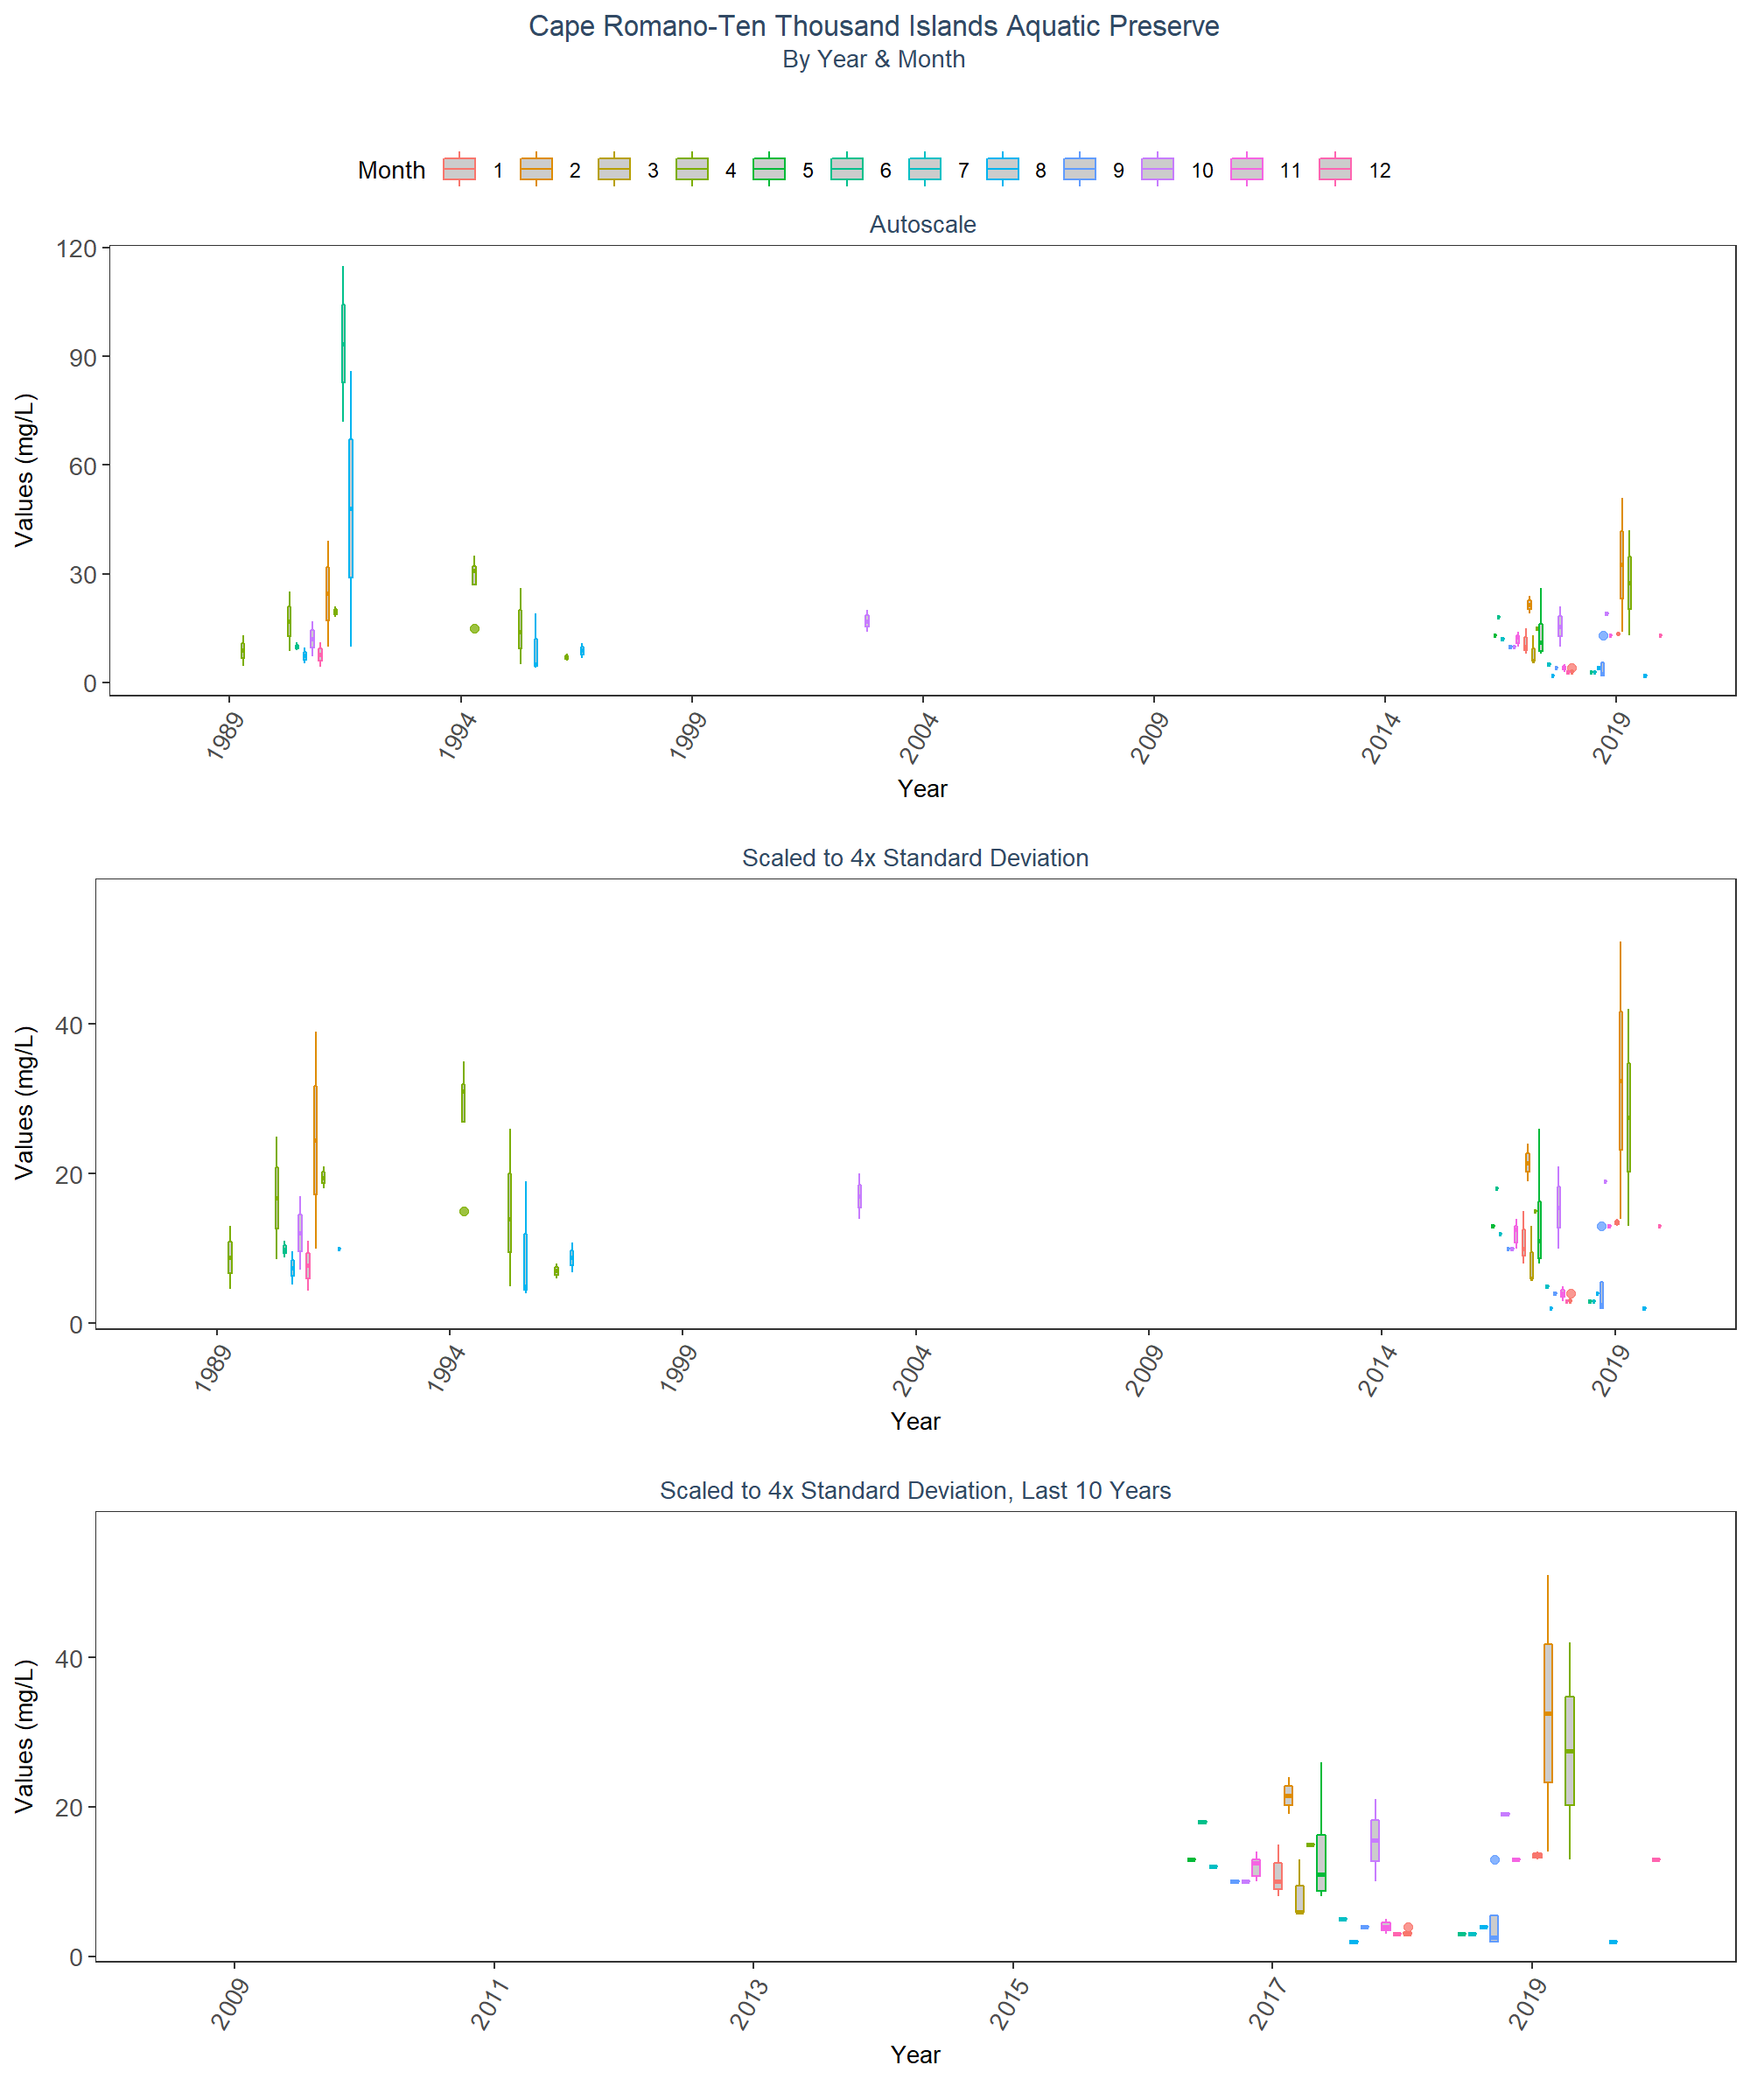 Cape Romano-Ten Thousand Islands Aquatic Preserve
By Year & Month
Month 1 2 3 4 5 6 7 8 9 10 11 12
Autoscale
Values (mg/L)
120
90
60
30
0
1989 1994 1999 2004 2009 2014 2019
Year
Scaled to 4x Standard Deviation
Values (mg/L)
40
20
0
1989 1994 1999 2004 2009 2014 2019
Year
Scaled to 4x Standard Deviation, Last 10 Years
Values (mg/L)
40
20
0
2009 2011 2013 2015 2017 2019
Year